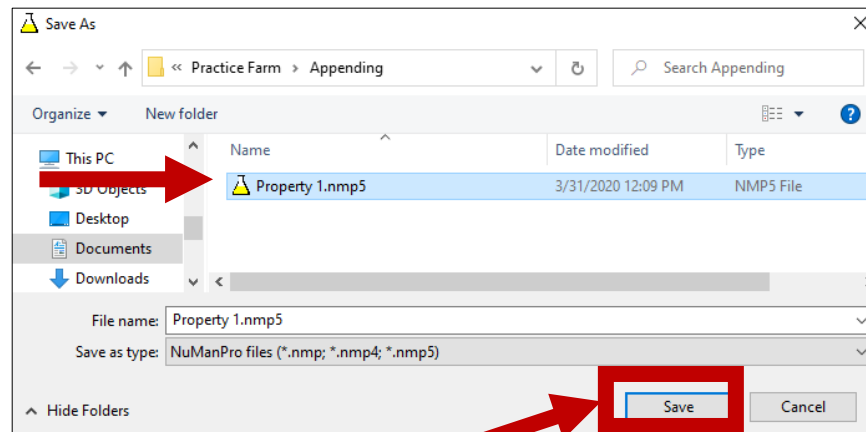 Save As
« Practice Farm › Appending
Search Appending
Organize
New folder
Name
Date modified
Type
This PC
Property 1.nmp5
3/31/2020 12:09 PM
NMP5 File
3D Objects
Desktop
Documents
Downloads
File name: Property 1.nmp5
Save as type: NuManPro files (*.nmp; *.nmp4; *.nmp5)
Hide Folders
Save
Cancel